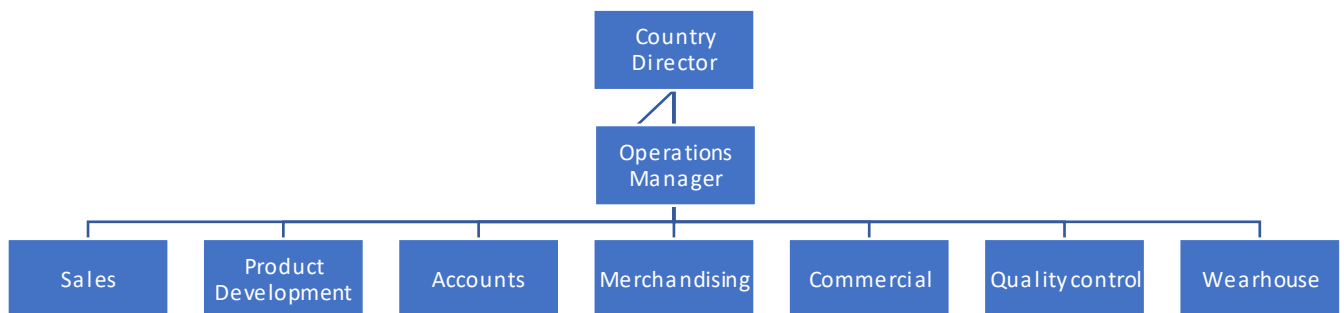 Country
Director
Operations
Manager
Sales
Product
Development
Accounts
Merchandising
Commercial
Quality control
Wearhouse